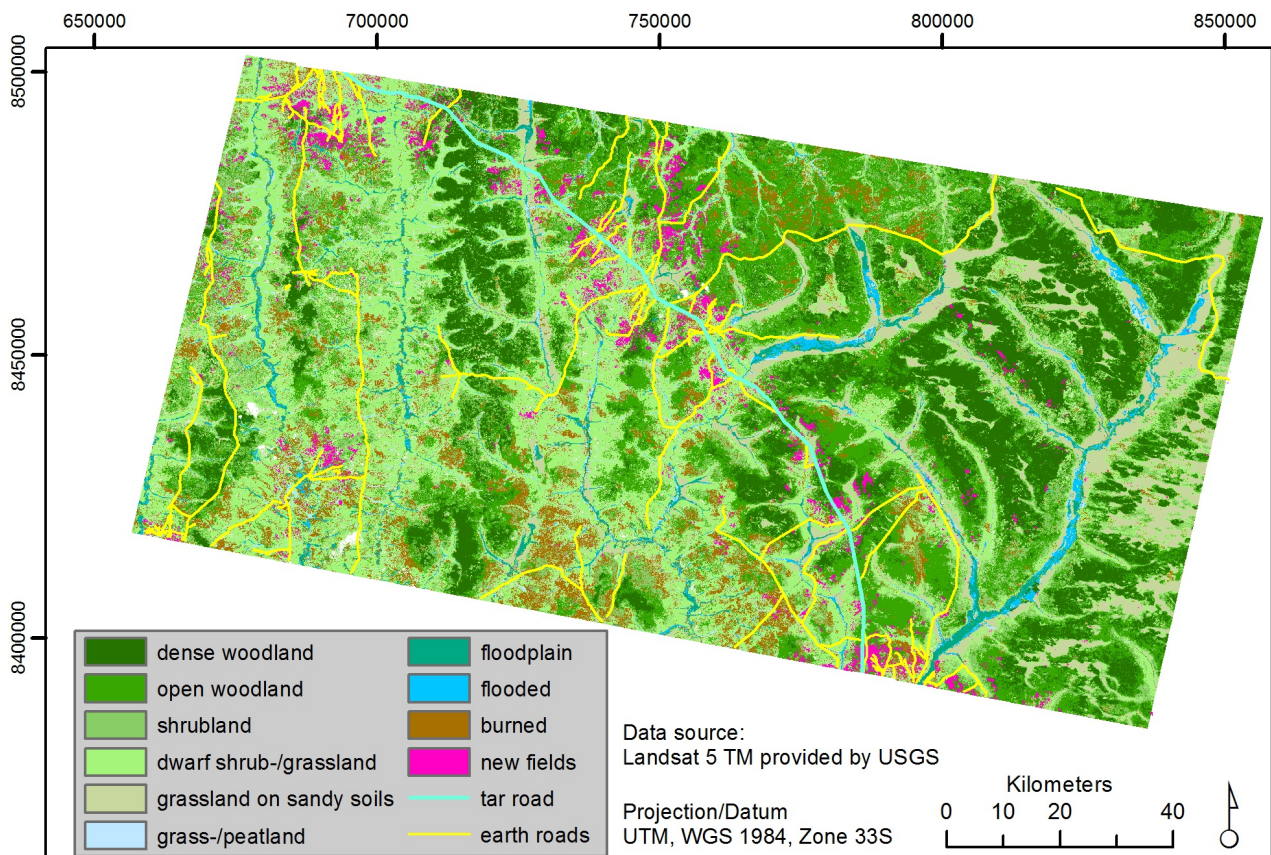 650000 700000 750000 800000 850000
8500000
8450000
8400000
dense woodland
open woodland
shrubland
dwarf shrub-/grassland
grassland on sandy soils
grass-/peatland
floodplain
flooded
burned
new fields
tar road
earth roads
Data source:
Landsat 5 TM provided by USGS
Projection/Datum
UTM, WGS 1984, Zone 33S
Kilometers
0 10 20 40